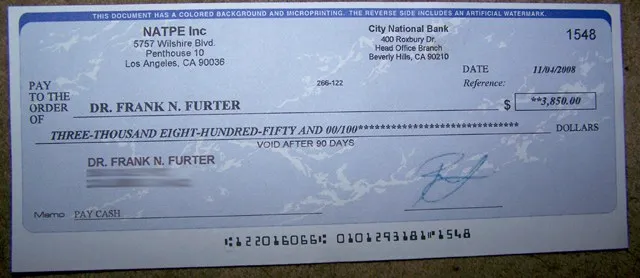 THIS DOCUMENT HAS A COLORED BACKGROUND AND MICROPRINTING. THE REVERSE SIDE INCLUDES AN ARTIFICIAL WATERMARK.
NATPE Inc
5757 Wilshire Blvd.
Penthouse 10
Los Angeles, CA 90036
City National Bank
400 Roxbury Dr.
Head Office Branch
Beverly Hills, CA 90210
1548
266-122
DATE 11/04/2008
Reference:
PAY
TO THE
ORDER
OF
DR. FRANK N. FURTER
$ **3,850.00*
THREE-THOUSAND EIGHT-HUNDRED-FIFTY AND 00/100****************************** DOLLARS
VOID AFTER 90 DAYS
DR. FRANK N. FURTER
Memo PAY CASH
⑆122016066⑆ 0101293181⑈1548